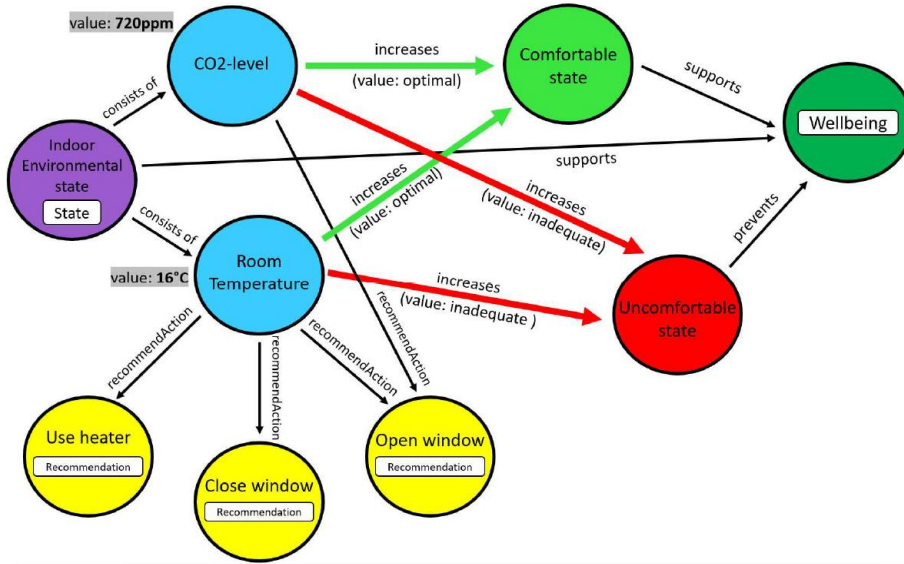 value: 720ppm
CO2-level
increases
(value: optimal)
Comfortable
state
supports
Wellbeing
consists of
Indoor
Environmental
state
State
supports
increases
(value: optimal)
increases
(value: inadequate)
prevents
consists of
value: 16°C
Room
Temperature
increases
(value: inadequate )
Uncomfortable
state
recommendAction
recommendAction
recommendAction
recommendAction
Use heater
Recommendation
Close window
Recommendation
Open window
Recommendation